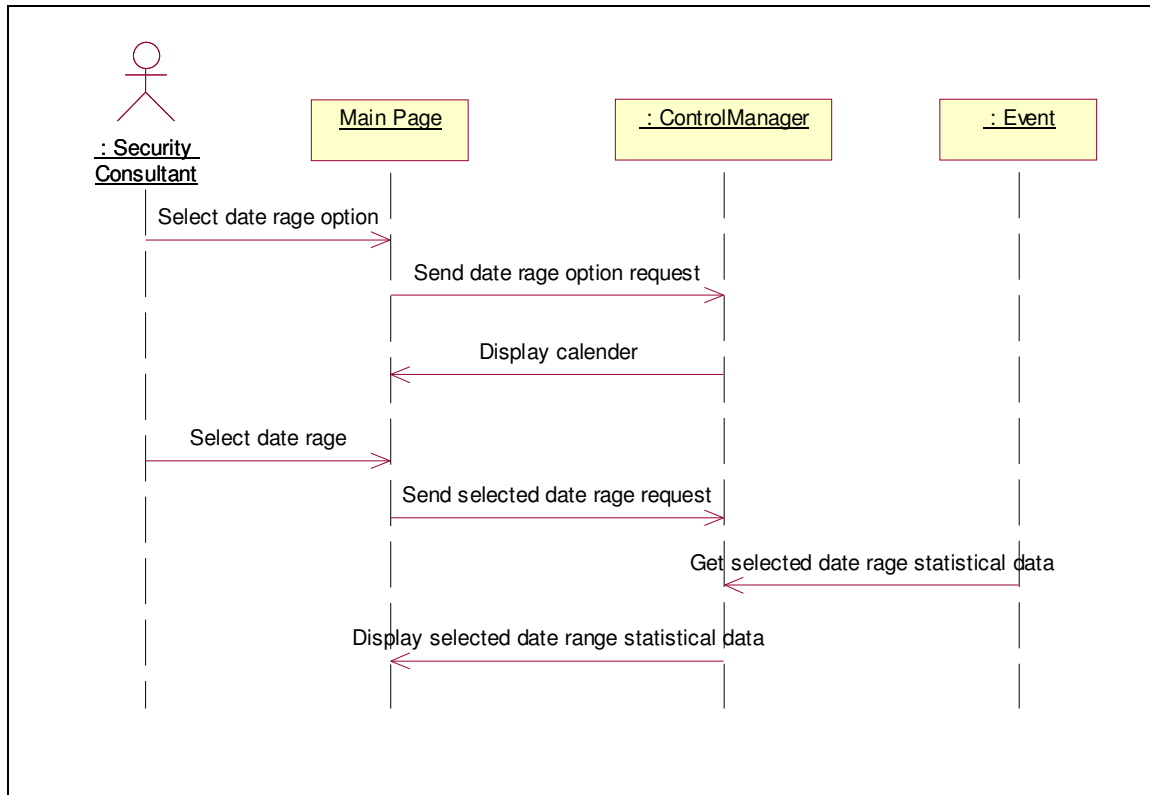 : Security
Consultant
Main Page
: ControlManager
: Event
Select date rage option
Send date rage option request
Display calender
Select date rage
Send selected date rage request
Get selected date rage statistical data
Display selected date range statistical data